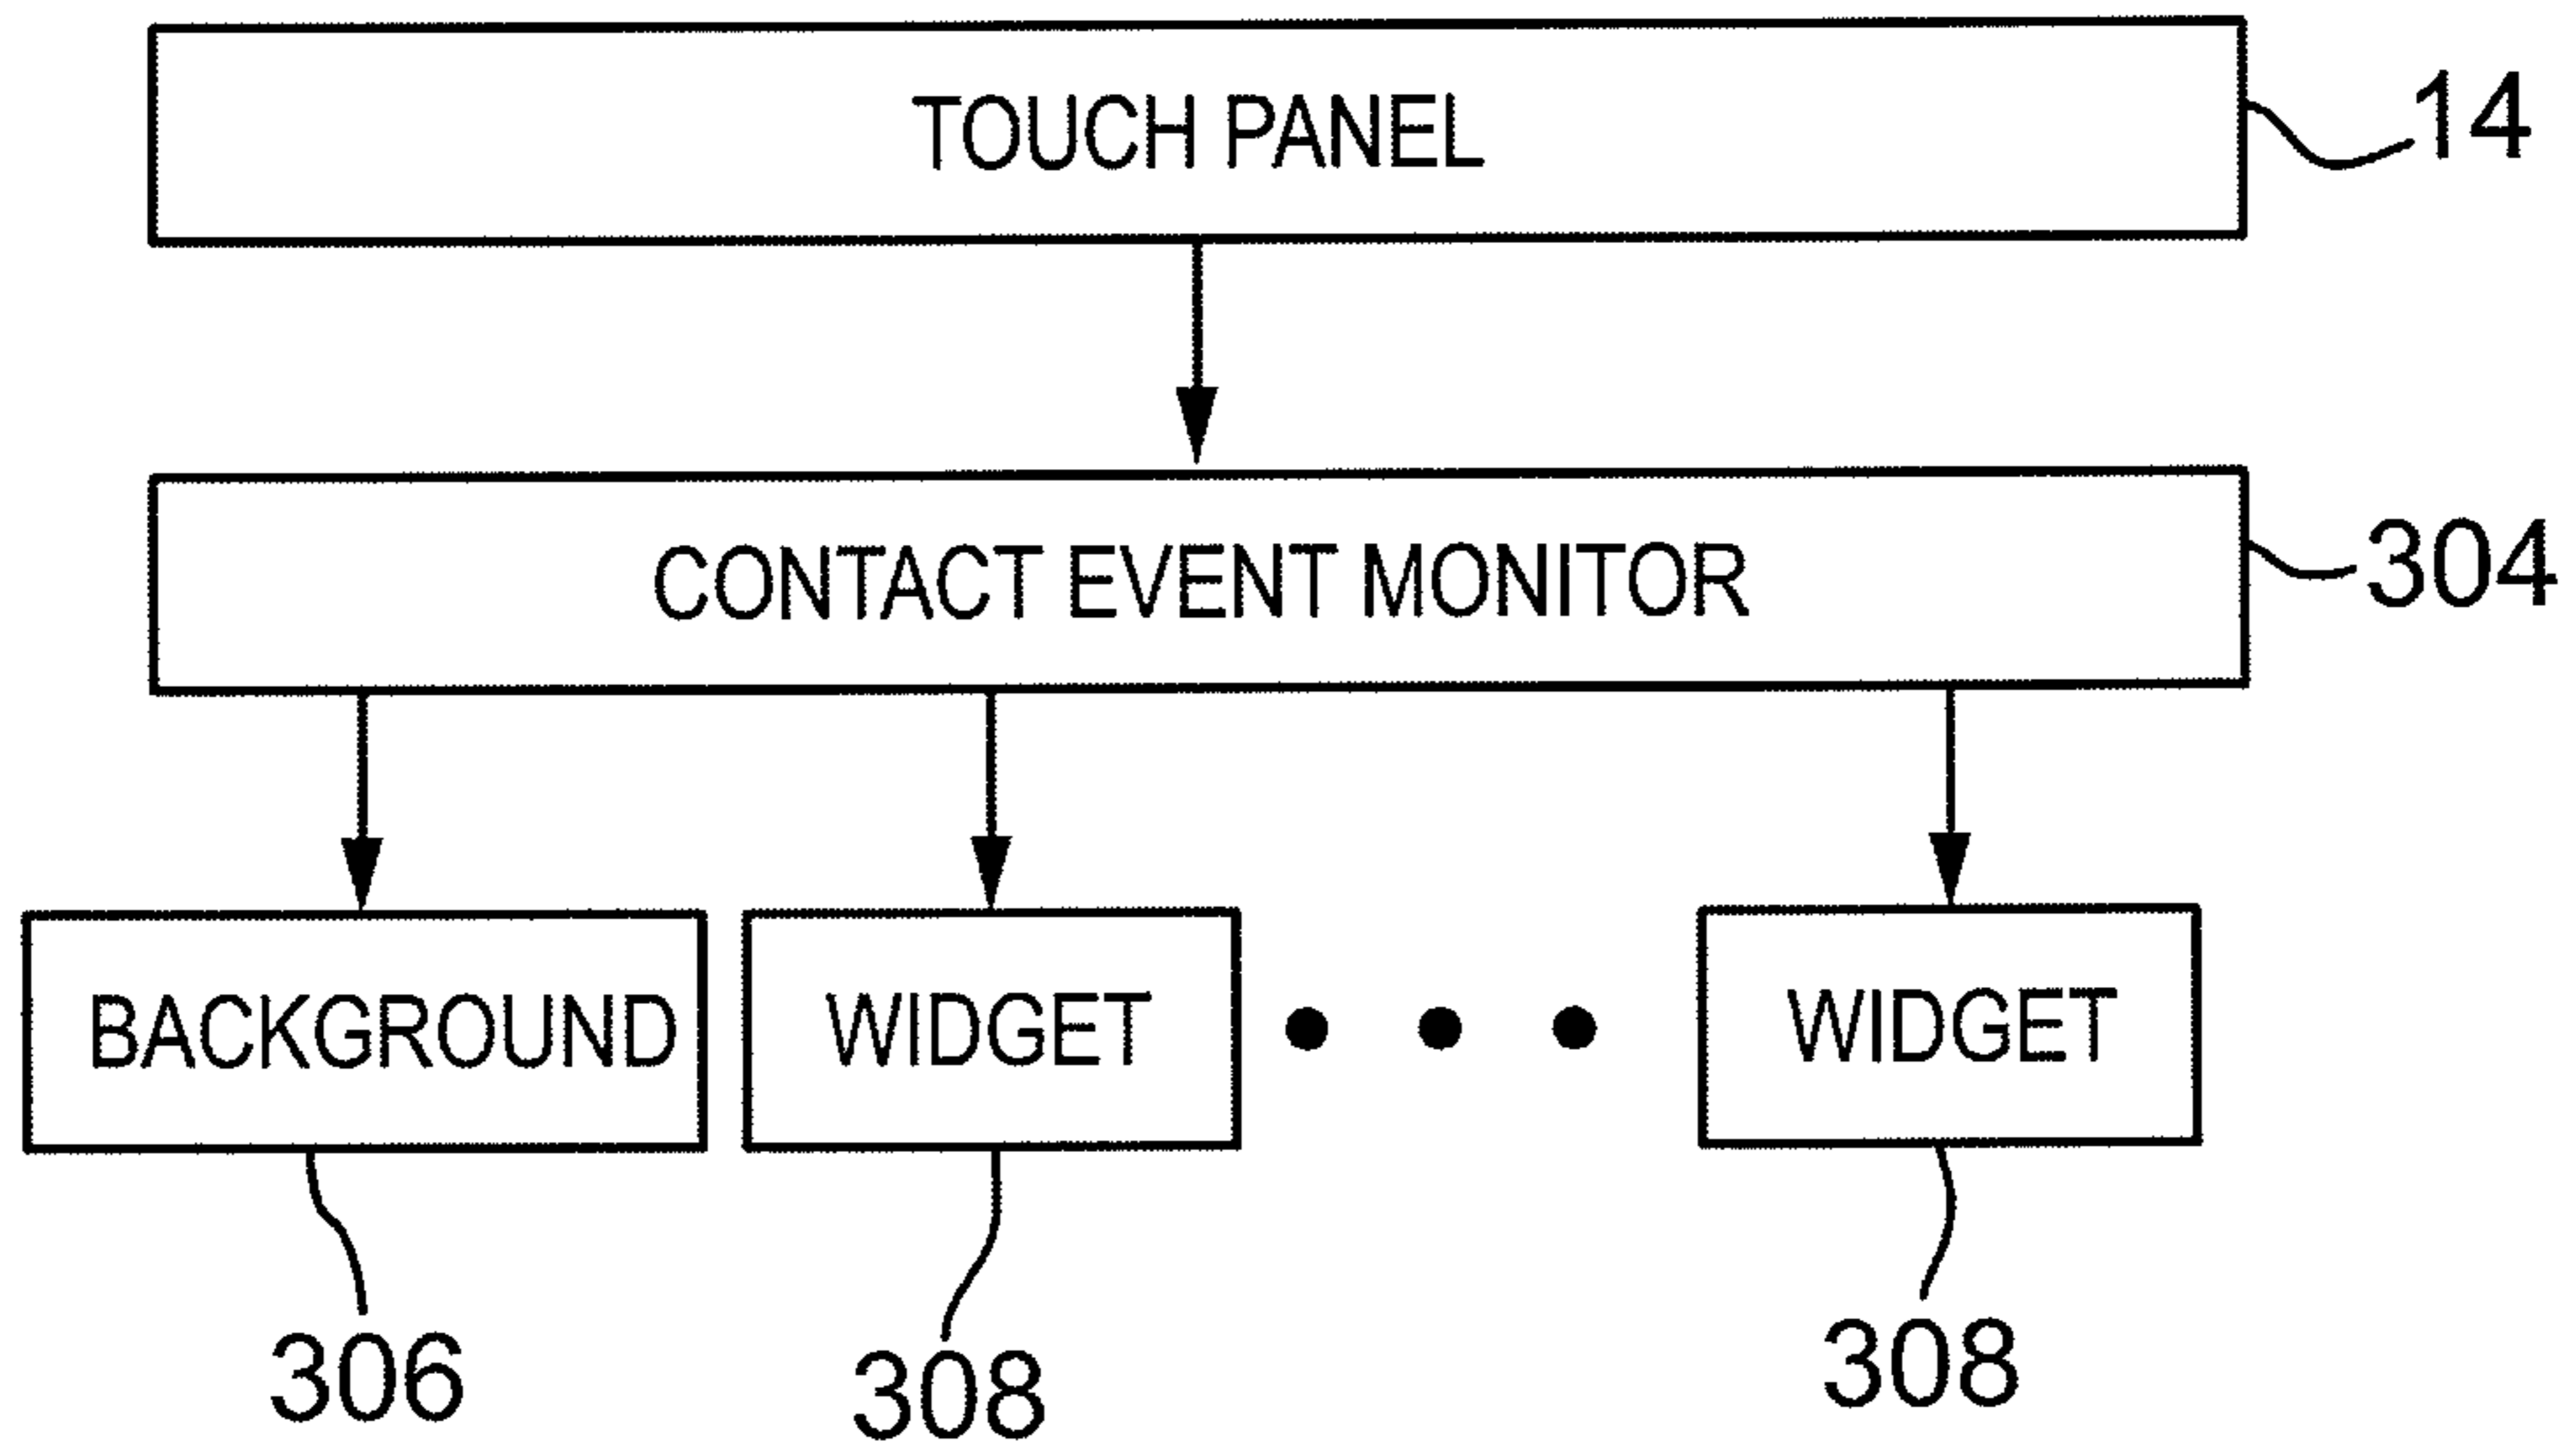 TOUCH PANEL
14
CONTACT EVENT MONITOR
304
BACKGROUND
WIDGET
WIDGET
306
308
308